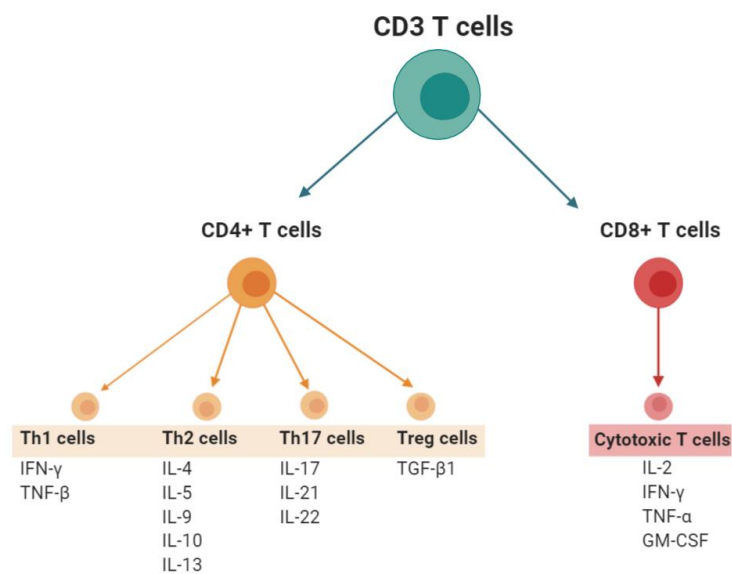 CD3 T cells
CD4+ T cells
CD8+ T cells
Th1 cells
IFN-γ
TNF-β
Th2 cells
IL-4
IL-5
IL-9
IL-10
IL-13
Th17 cells
IL-17
IL-21
IL-22
Treg cells
TGF-β1
Cytotoxic T cells
IL-2
IFN-γ
TNF-α
GM-CSF